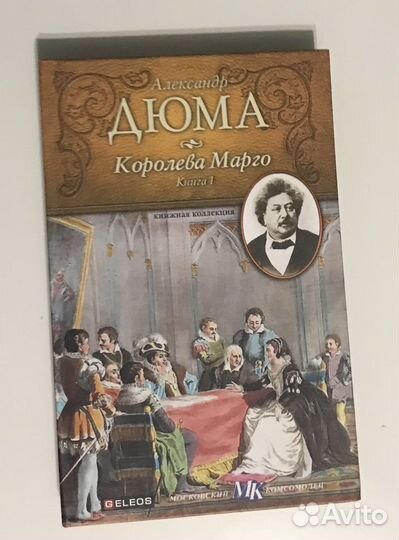 Александр
ДЮМА
Королева Марго
Книга 1
книжная коллекция
GELEOS
МОСКОВСКИЙ МК КОМСОМОЛЕЦ
Avito